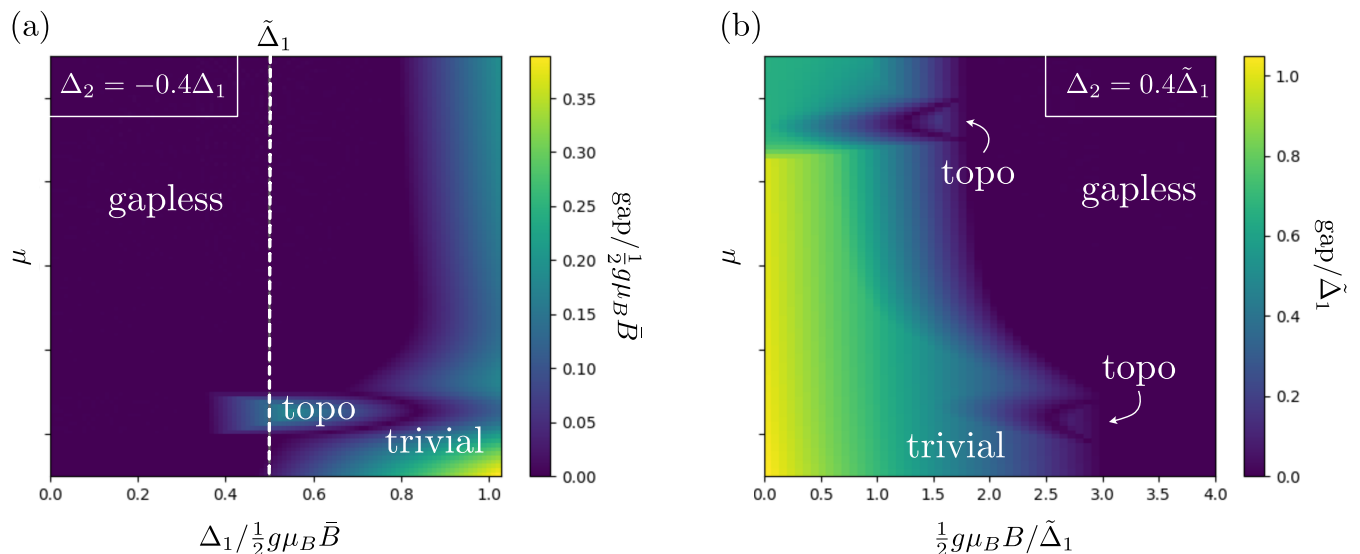 (a)
Δ̃₁
Δ₂ = −0.4Δ₁
gapless
topo
trivial
μ
0.0 0.2 0.4 0.6 0.8 1.0
Δ₁/½gμ_B B̄
0.35
0.30
0.25
0.20
0.15
0.10
0.05
0.00
gap/½gμ_B B̄
(b)
Δ₂ = 0.4Δ̃₁
topo
gapless
topo
trivial
μ
0.0 0.5 1.0 1.5 2.0 2.5 3.0 3.5 4.0
½gμ_B B/Δ̃₁
1.0
0.8
0.6
0.4
0.2
0.0
gap/Δ̃₁